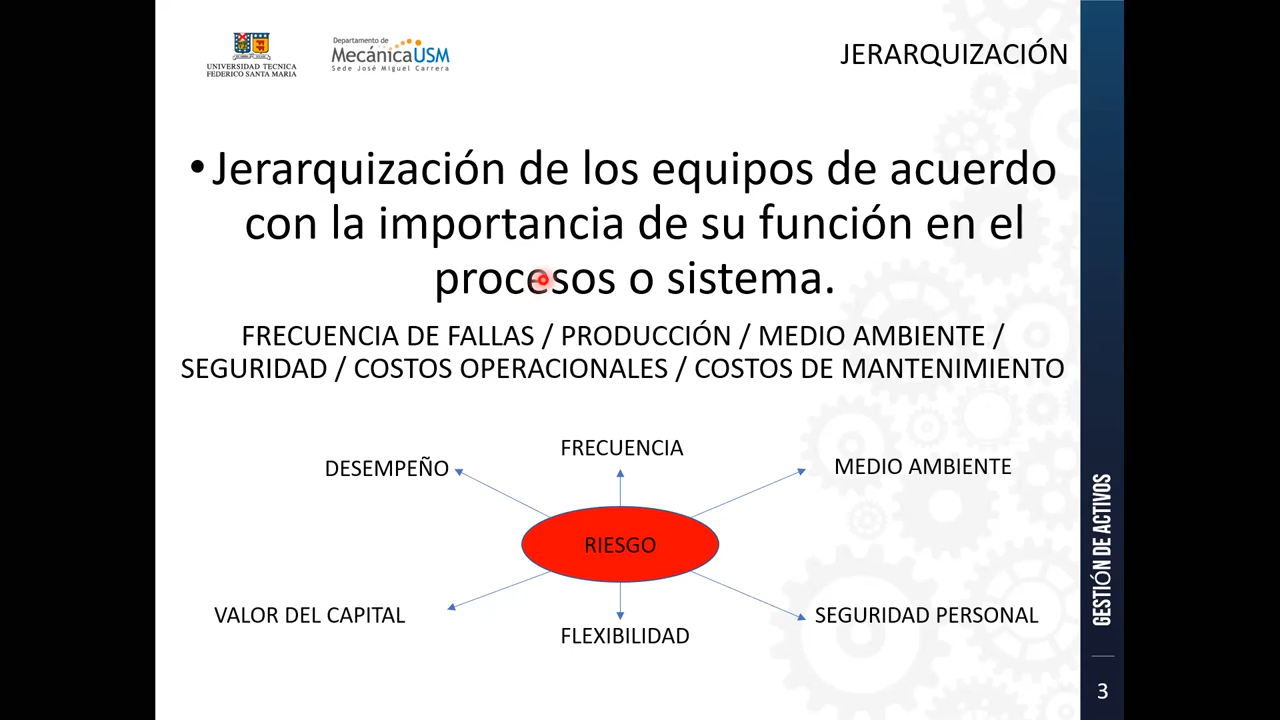 UNIVERSIDAD TECNICA
FEDERICO SANTA MARIA
Departamento de
MecánicaUSM
Sede José Miguel Carrera
JERARQUIZACIÓN
• Jerarquización de los equipos de acuerdo
con la importancia de su función en el
procesos o sistema.
FRECUENCIA DE FALLAS / PRODUCCIÓN / MEDIO AMBIENTE /
SEGURIDAD / COSTOS OPERACIONALES / COSTOS DE MANTENIMIENTO
FRECUENCIA
DESEMPEÑO
MEDIO AMBIENTE
RIESGO
VALOR DEL CAPITAL
SEGURIDAD PERSONAL
FLEXIBILIDAD
GESTIÓN DE ACTIVOS
3